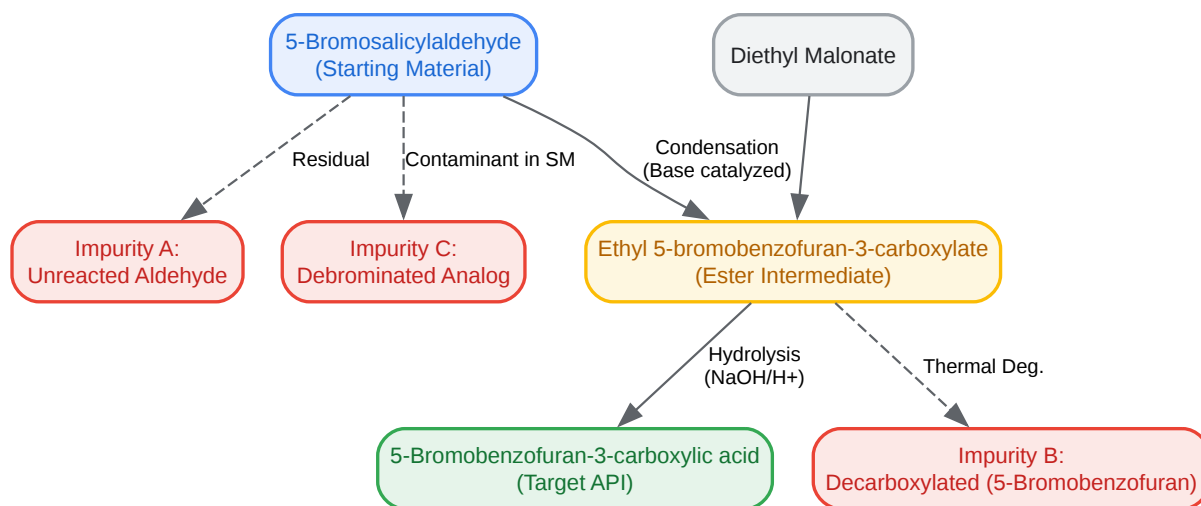 5-Bromosalicylaldehyde
(Starting Material)
Diethyl Malonate
Residual
Contaminant in SM
Condensation
(Base catalyzed)
Impurity A:
Unreacted Aldehyde
Impurity C:
Debrominated Analog
Ethyl 5-bromobenzofuran-3-carboxylate
(Ester Intermediate)
Hydrolysis
(NaOH/H+)
Thermal Deg.
5-Bromobenzofuran-3-carboxylic acid
(Target API)
Impurity B:
Decarboxylated (5-Bromobenzofuran)